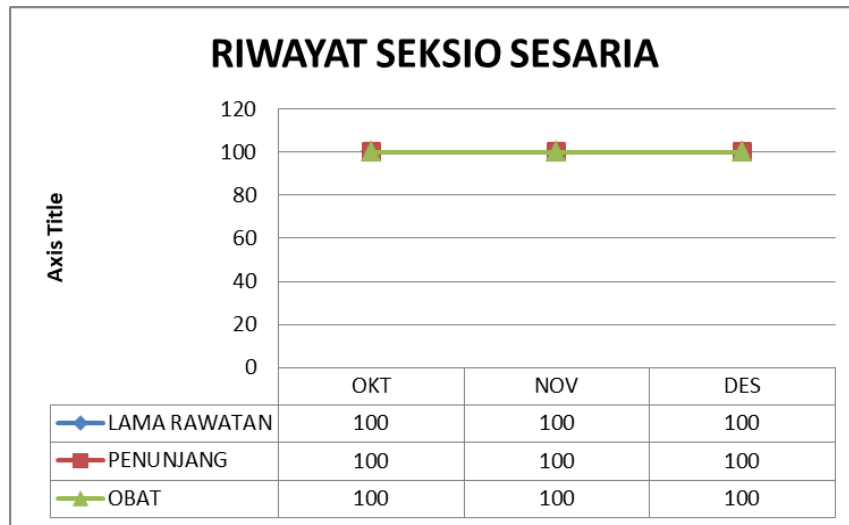 RIWAYAT SEKSIO SESARIA
Axis Title
120
100
80
60
40
20
0
OKT NOV DES
LAMA RAWATAN 100 100 100
PENUNJANG 100 100 100
OBAT 100 100 100